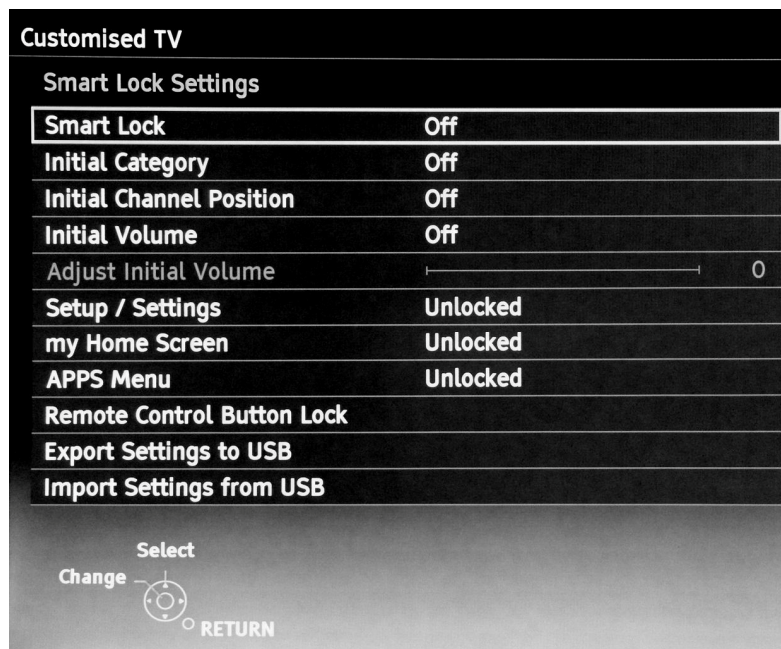 Customised TV
Smart Lock Settings
Smart Lock Off
Initial Category Off
Initial Channel Position Off
Initial Volume Off
Adjust Initial Volume 0
Setup / Settings Unlocked
my Home Screen Unlocked
APPS Menu Unlocked
Remote Control Button Lock
Export Settings to USB
Import Settings from USB
Select
Change
RETURN